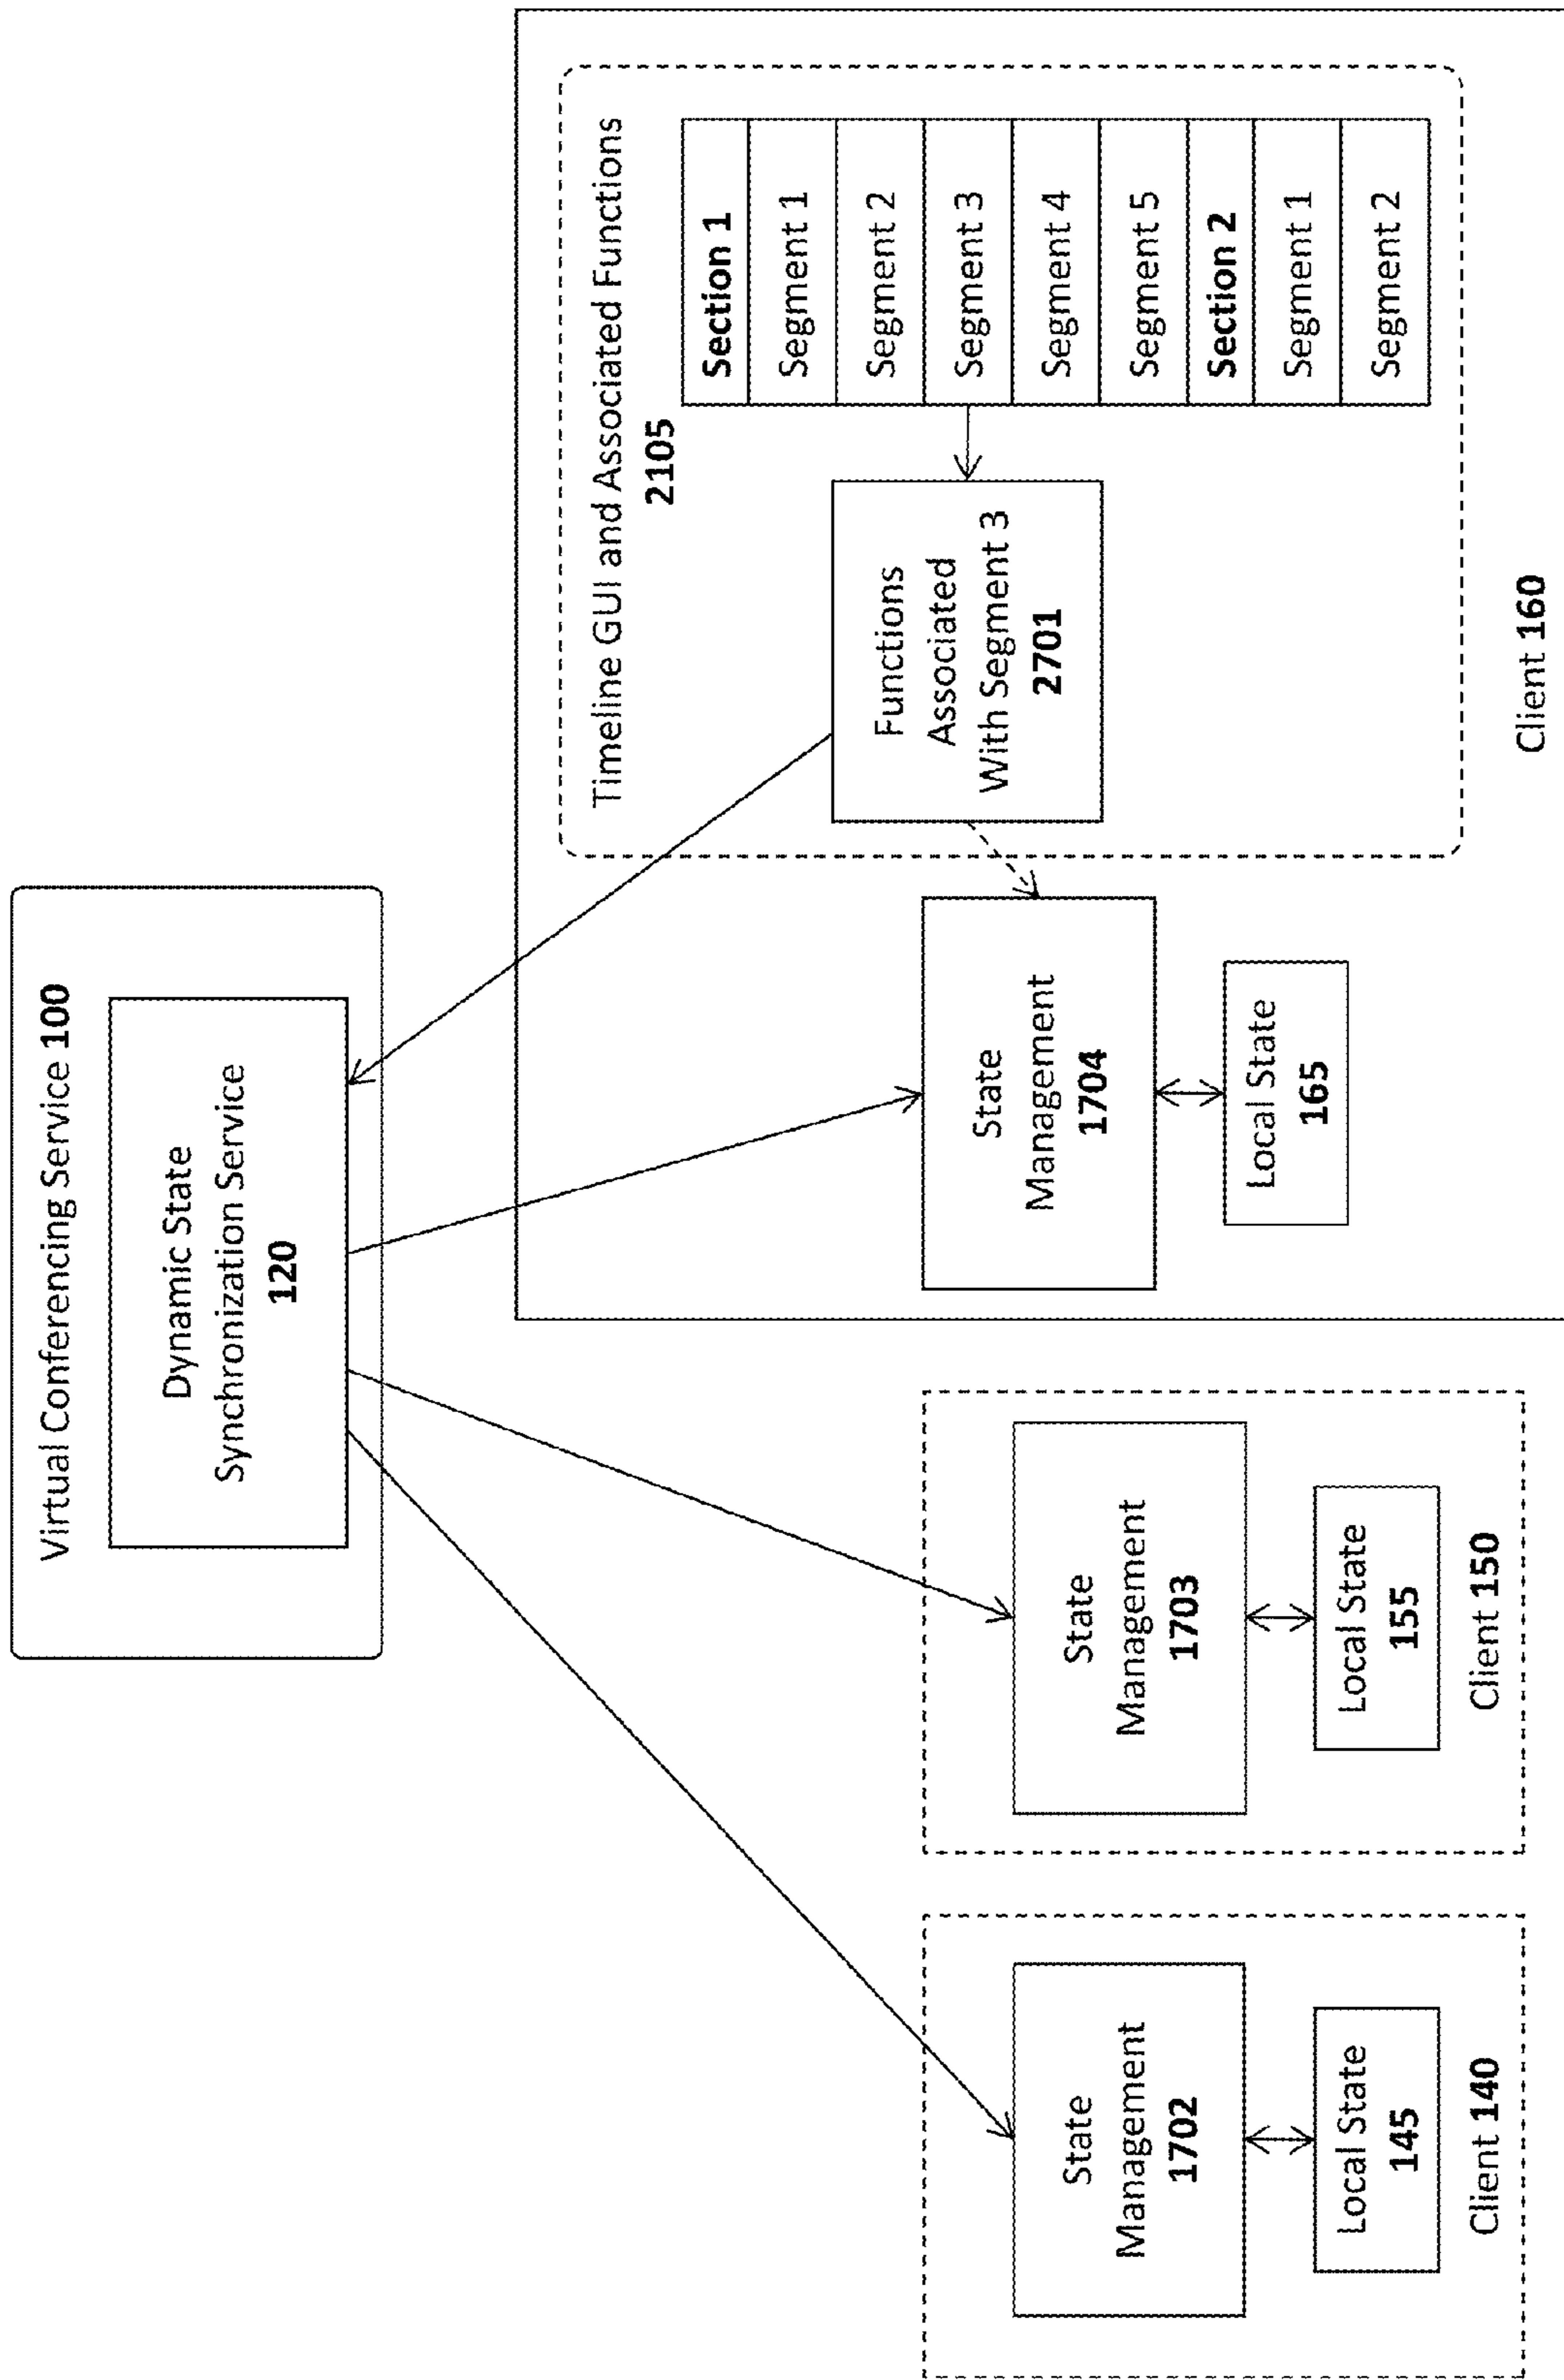 Virtual Conferencing Service 100
Dynamic State
Synchronization Service
120
State
Management
1702
Local State
145
Client 140
State
Management
1703
Local State
155
Client 150
State
Management
1704
Local State
165
Timeline GUI and Associated Functions
2105
Functions
Associated
With Segment 3
2701
Section 1
Segment 1
Segment 2
Segment 3
Segment 4
Segment 5
Section 2
Segment 1
Segment 2
Client 160